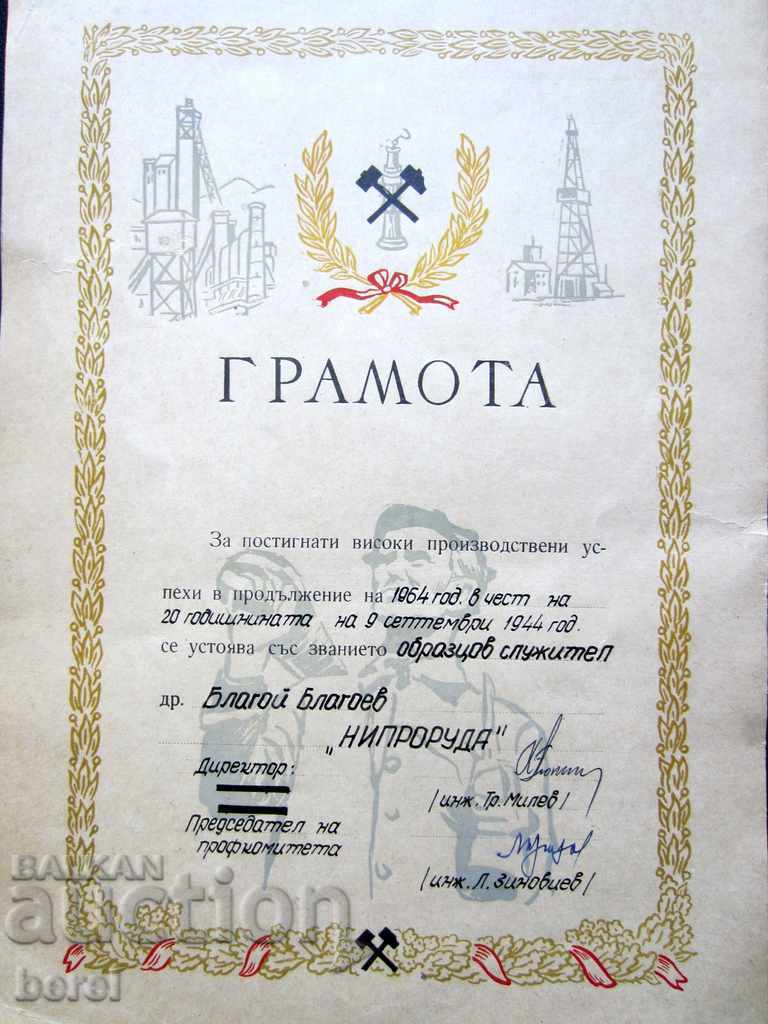 ГРАМОТА
За постигнати високи производствени ус-
пехи в продължение на 1964 год. в чест на
20 годишнината на 9 септември 1944 год.
се устоява със званието образцов служител
др. Благой Благоев
„НИПРОРУДА"
Директор:
/инж. Тр. Милев/
Председател на
профкомитета
/инж. Л. Зиновиев/
BALKAN
auction
berel